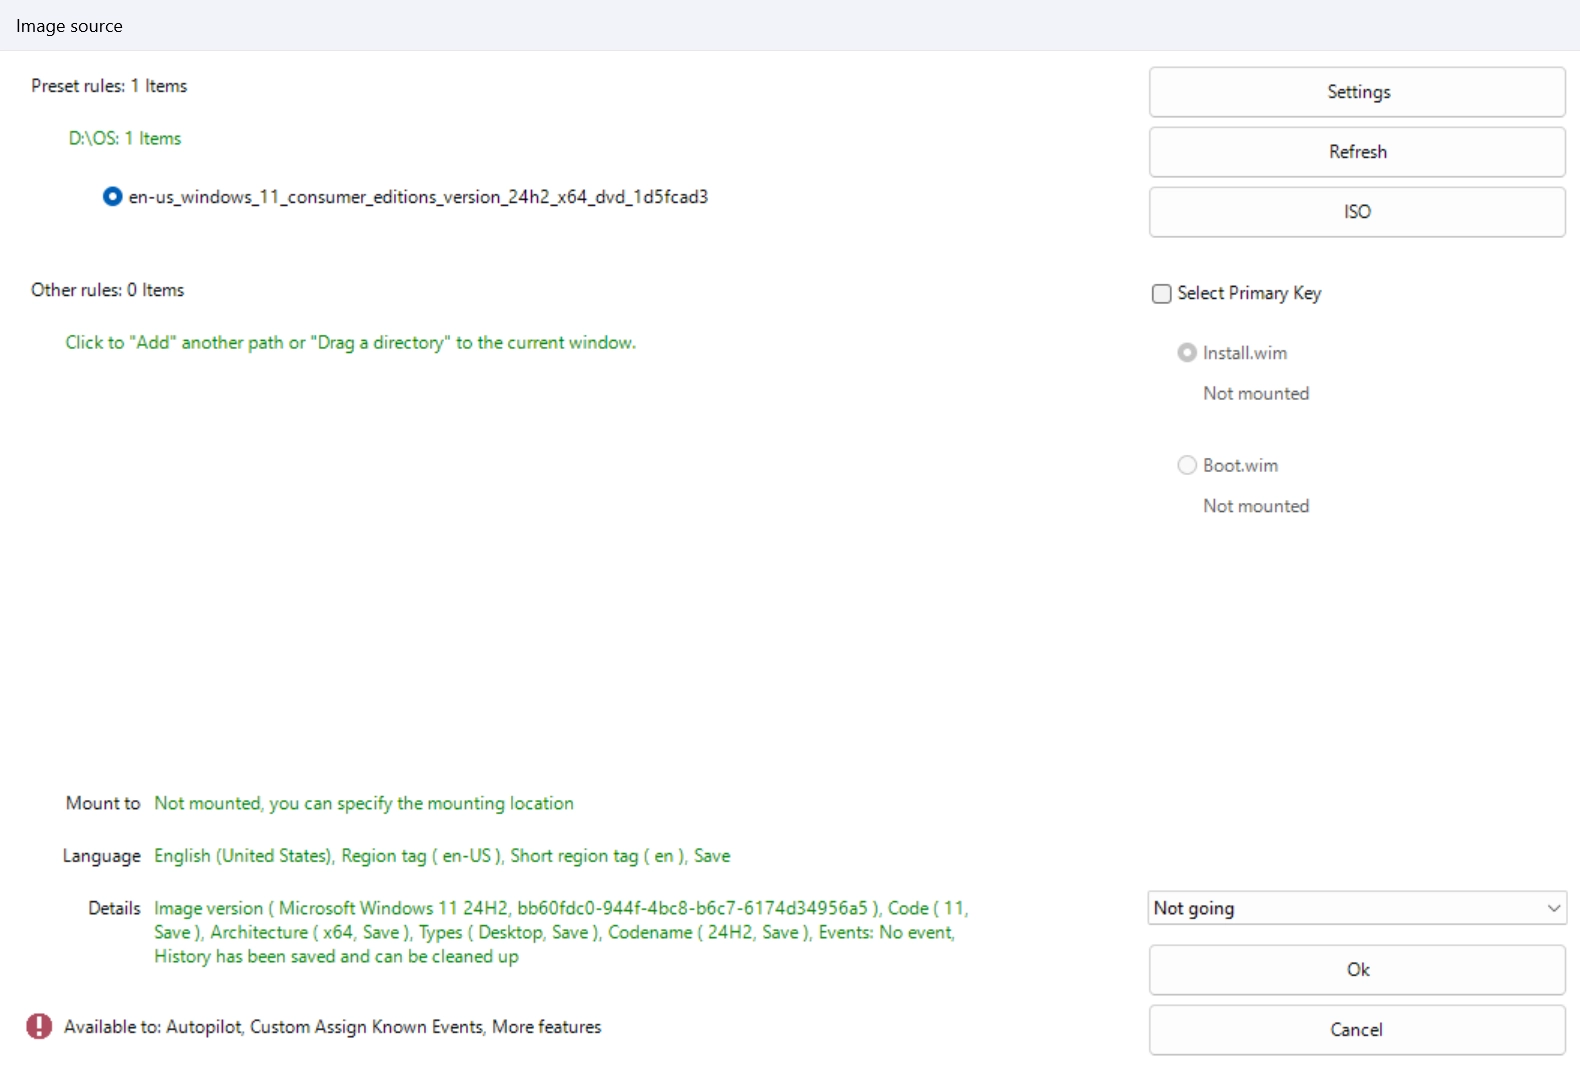 Image source
Preset rules: 1 Items
D:\OS: 1 Items
en-us_windows_11_consumer_editions_version_24h2_x64_dvd_1d5fcad3
Other rules: 0 Items
Click to "Add" another path or "Drag a directory" to the current window.
Settings
Refresh
ISO
Select Primary Key
Install.wim
Not mounted
Boot.wim
Not mounted
Mount to Not mounted, you can specify the mounting location
Language English (United States), Region tag ( en-US ), Short region tag ( en ), Save
Details Image version ( Microsoft Windows 11 24H2, bb60fdc0-944f-4bc8-b6c7-6174d34956a5 ), Code ( 11,
Save ), Architecture ( x64, Save ), Types ( Desktop, Save ), Codename ( 24H2, Save ), Events: No event,
History has been saved and can be cleaned up
Available to: Autopilot, Custom Assign Known Events, More features
Not going
Ok
Cancel